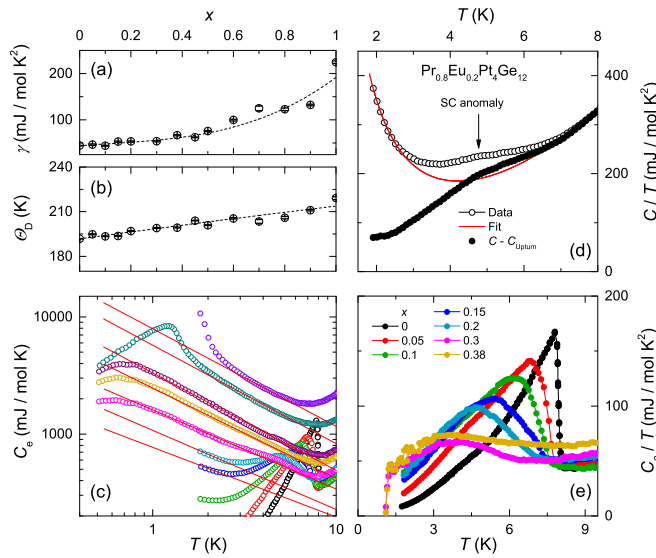 x
0 0.2 0.4 0.6 0.8 1
(a)
γ (mJ / mol K²)
200
100
(b)
Θ_D (K)
240
210
180
T (K)
2 4 6 8
Pr0.8Eu0.2Pt4Ge12
SC anomaly
Data
Fit
C - C_Uptum
(d)
400
200
0
C / T (mJ / mol K²)
C_e (mJ / mol K)
10000
1000
(c)
1 10
T (K)
x
0
0.05
0.1
0.15
0.2
0.3
0.38
(e)
200
100
0
C_e / T (mJ / mol K²)
0 3 6 9
T (K)